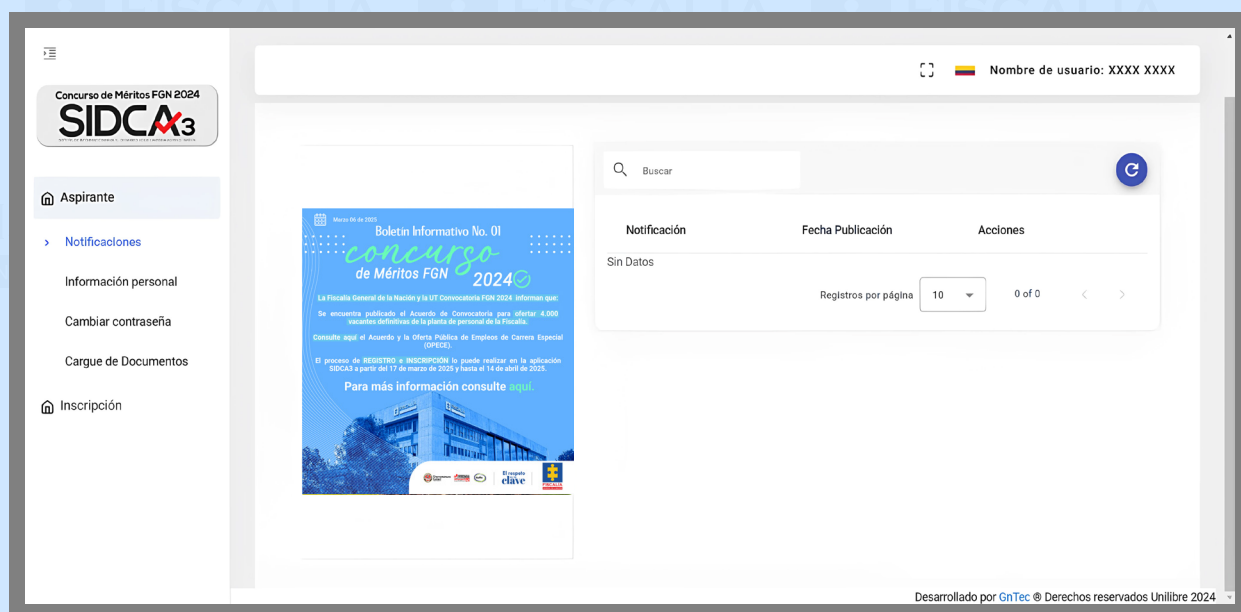 FISCALÍA
FISCALÍA
FISCALÍA
FISCALÍA
Concurso de Méritos FGN 2024
SIDCA3
Nombre de usuario: XXXX XXXX
Aspirante
Notificaciones
Información personal
Cambiar contraseña
Cargue de Documentos
Inscripción
Marzo 06 de 2025
Boletín Informativo No. 01
concurso
de Méritos FGN
2024
La Fiscalía General de la Nación y la UT Convocatoria FGN 2024 informan que:
Se encuentra publicado el Acuerdo de Convocatoria para ofertar 4.000
vacantes definitivas de la planta de personal de la Fiscalía.
Consulte aquí el Acuerdo y la Oferta Pública de Empleos de Carrera Especial
(OPECE).
El proceso de REGISTRO e INSCRIPCIÓN lo puede realizar en la aplicación
SIDCA3 a partir del 17 de marzo de 2025 y hasta el 14 de abril de 2025.
Para más información consulte aquí.
El respeto
clave
FISCALÍA
Buscar
Notificación Fecha Publicación Acciones
Sin Datos
Registros por página 10 0 of 0
Desarrollado por GnTec ® Derechos reservados Unilibre 2024